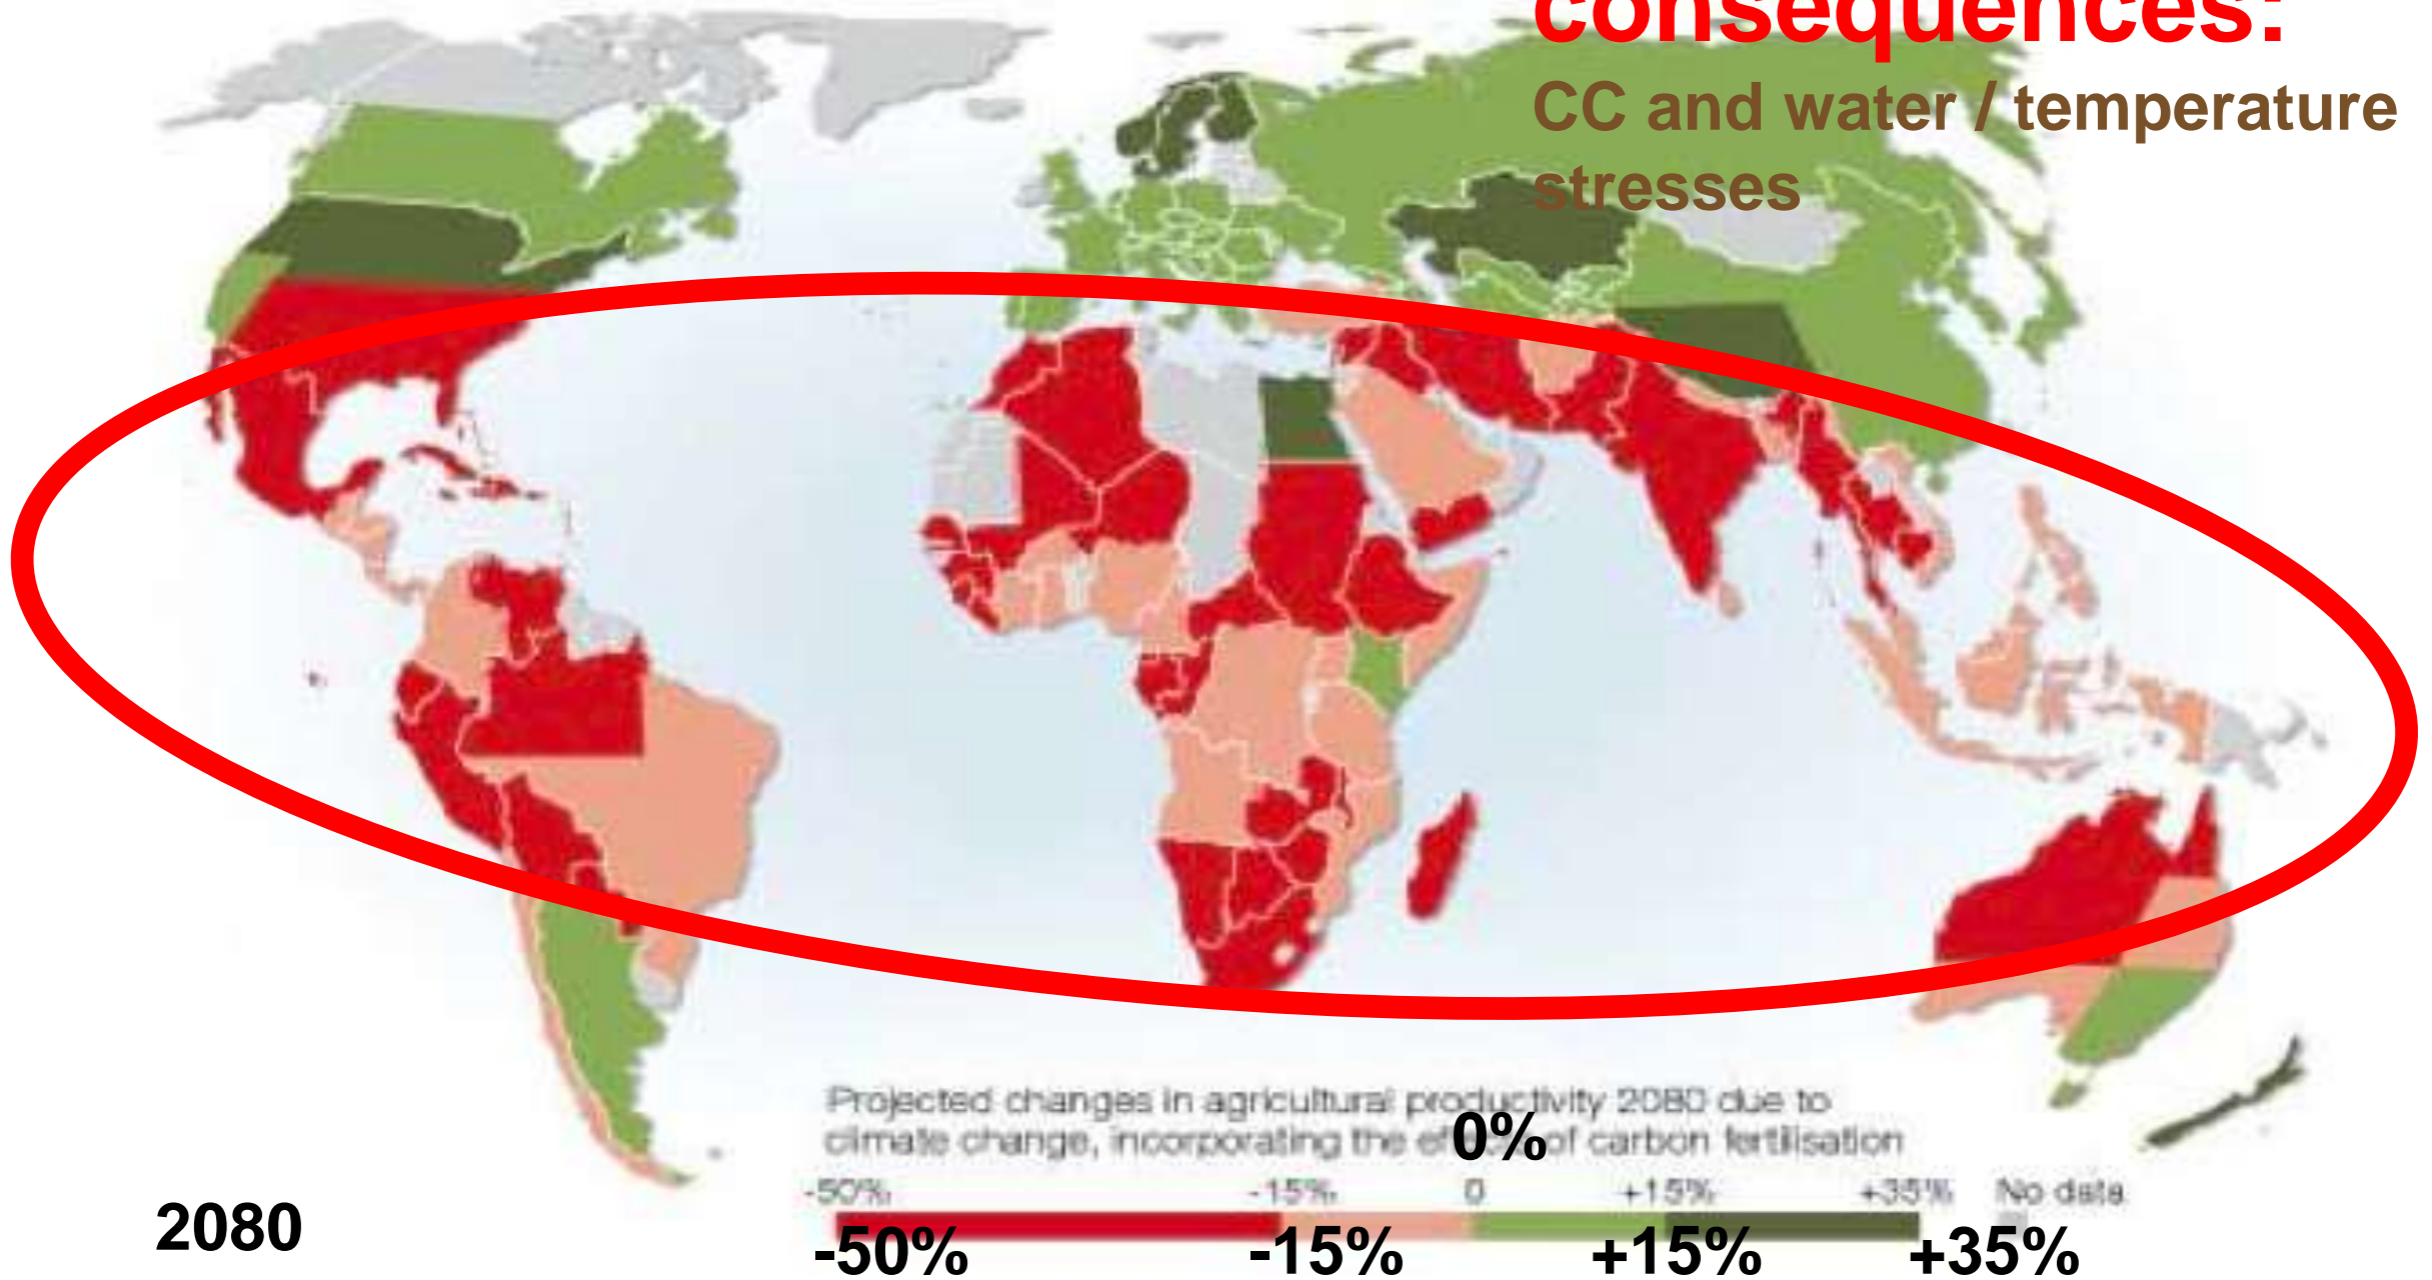 consequences:
CC and water / temperature
stresses
Projected changes in agricultural productivity 2080 due to
climate change, incorporating the of carbon fertilisation
0%
-50% -15% 0 +15% +35% No data
2080
-50% -15% +15% +35%